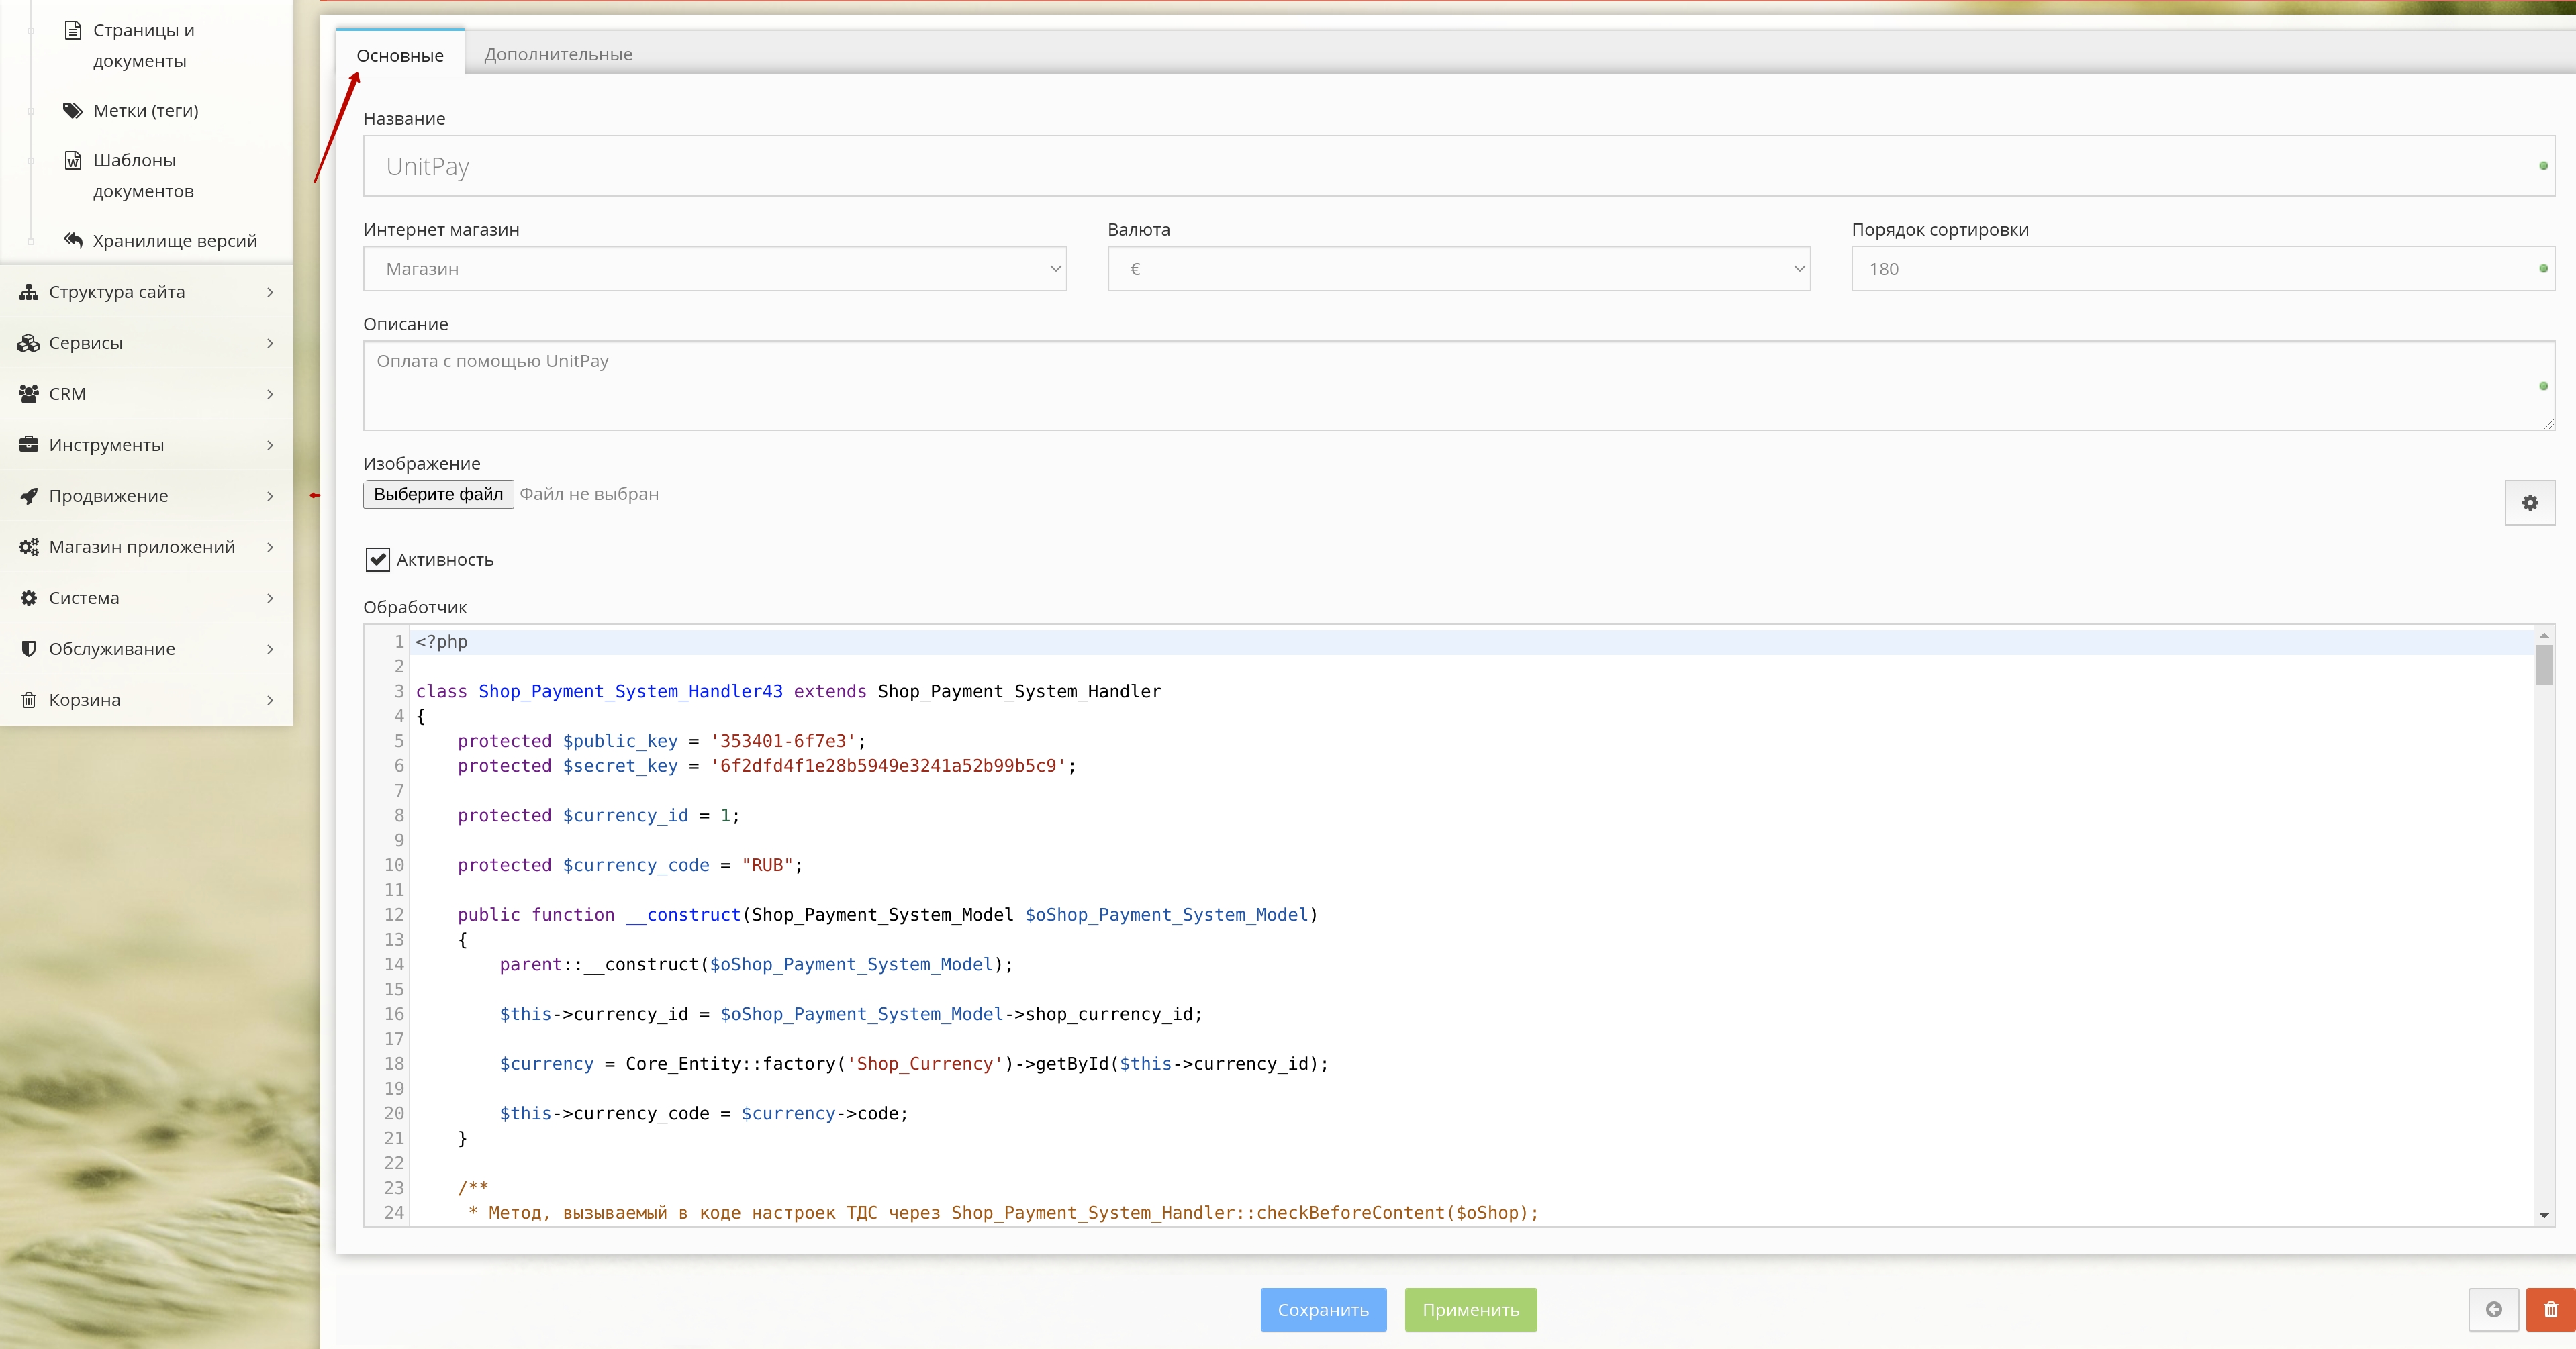 Страницы и
документы
Метки (теги)
Шаблоны
документов
Хранилище версий
Структура сайта
Сервисы
CRM
Инструменты
Продвижение
Магазин приложений
Система
Обслуживание
Корзина
Основные
Дополнительные
Название
UnitPay
Интернет магазин
Валюта
Порядок сортировки
Магазин
€
180
Описание
Оплата с помощью UnitPay
Изображение
Выберите файл Файл не выбран
Активность
Обработчик
1 <?php
2
3 class Shop_Payment_System_Handler43 extends Shop_Payment_System_Handler
4 {
5     protected $public_key = '353401-6f7e3';
6     protected $secret_key = '6f2dfd4f1e28b5949e3241a52b99b5c9';
7
8     protected $currency_id = 1;
9
10     protected $currency_code = "RUB";
11
12     public function __construct(Shop_Payment_System_Model $oShop_Payment_System_Model)
13     {
14         parent::__construct($oShop_Payment_System_Model);
15
16         $this->currency_id = $oShop_Payment_System_Model->shop_currency_id;
17
18         $currency = Core_Entity::factory('Shop_Currency')->getById($this->currency_id);
19
20         $this->currency_code = $currency->code;
21     }
22
23     /**
24      * Метод, вызываемый в коде настроек ТДС через Shop_Payment_System_Handler::checkBeforeContent($oShop);
Сохранить
Применить